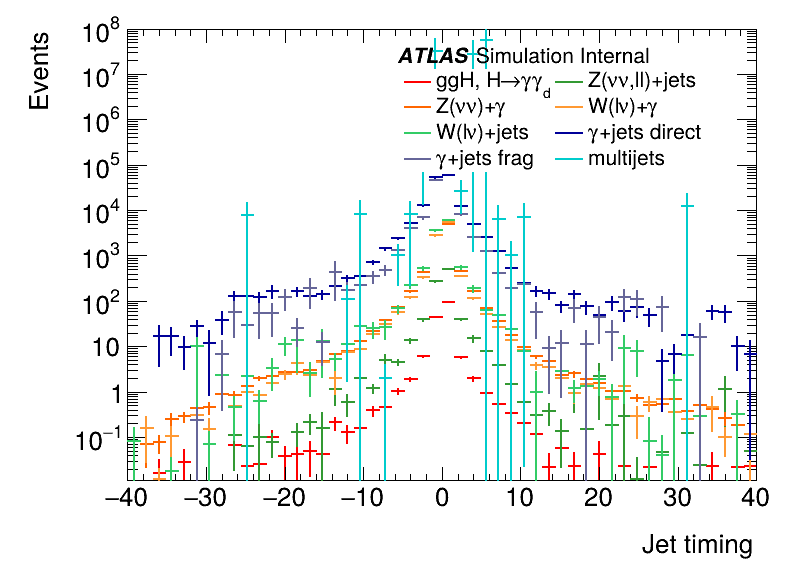 Events
10^8
10^7
10^6
10^5
10^4
10^3
10^2
10
1
10^−1
ATLAS Simulation Internal
ggH, H→γγ_d
Z(νν,ll)+jets
Z(νν)+γ
W(lν)+γ
W(lν)+jets
γ+jets direct
γ+jets frag
multijets
−40 −30 −20 −10 0 10 20 30 40
Jet timing